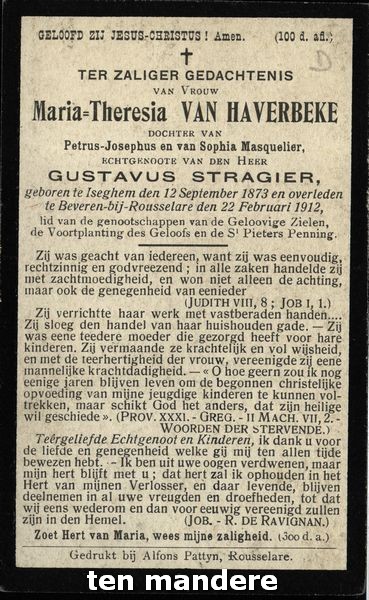 GELOOFD ZIJ JESUS-CHRISTUS ! Amen. (100 d. afl.)
D
TER ZALIGER GEDACHTENIS
VAN VROUW
Maria=Theresia VAN HAVERBEKE
DOCHTER VAN
Petrus-Josephus en van Sophia Masquelier,
ECHTGENOOTE VAN DEN HEER
GUSTAVUS STRAGIER,
geboren te Iseghem den 12 September 1873 en overleden
te Beveren-bij-Rousselare den 22 Februari 1912,
lid van de genootschappen van de Geloovige Zielen,
de Voortplanting des Geloofs en de St Pieters Penning.
Zij was geacht van iedereen, want zij was eenvoudig,
rechtzinnig en godvreezend ; in alle zaken handelde zij
met zachtmoedigheid, en won niet alleen de achting,
maar ook de genegenheid van eenieder
(JUDITH VIII, 8 ; JOB I, 1.)
Zij verrichtte haar werk met vastberaden handen....
Zij sloeg den handel van haar huishouden gade. — Zij
was eene teedere moeder die gezorgd heeft voor hare
kinderen. Zij vermaande ze krachtelijk en vol wijsheid,
en met de teerhertigheid der vrouw, vereenigde zij eene
mannelijke krachtdadigheid. — « O hoe geern zou ik nog
eenige jaren blijven leven om de begonnen christelijke
opvoeding van mijne jeugdige kinderen te kunnen vol-
trekken, maar schikt God het anders, dat zijn heilige
wil geschiede ». (PROV. XXXI. - GREG. - II MACH. VII, 2. -
WOORDEN DER STERVENDE.)
Teêrgeliefde Echtgenoot en Kinderen, ik dank u voor
de liefde en genegenheid welke gij mij ten allen tijde
bewezen hebt. - Ik ben uit uwe oogen verdwenen, maar
mijn hert blijft met u ; dat hert zal ik ophouden in het
Hert van mijnen Verlosser, en daar levende, blijven
deelnemen in al uwe vreugden en droefheden, tot dat
wij eens wederom en dan voor eeuwig vereenigd zullen
zijn in den Hemel. (JOB. - R. DE RAVIGNAN.)
Zoet Hert van Maria, wees mijne zaligheid. (300 d. a.)
Gedrukt bij Alfons Pattyn, Rousselare.
ten mandere